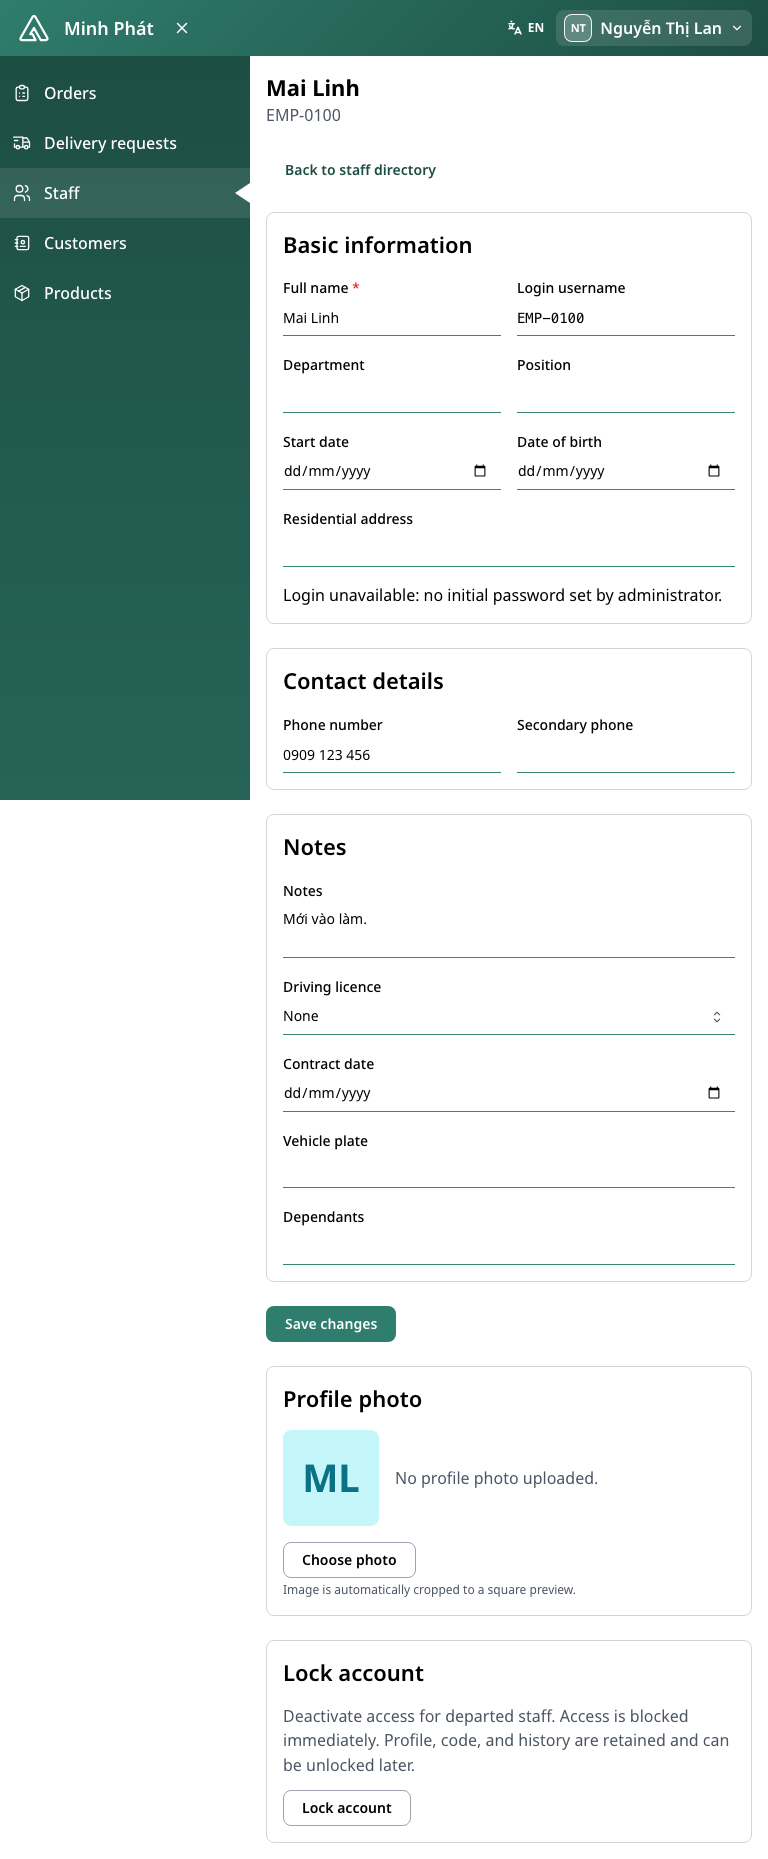 Minh Phát
EN
NT
Nguyễn Thị Lan
Orders
Delivery requests
Staff
Customers
Products
Mai Linh
EMP-0100
Back to staff directory
Basic information
Full name *
Login username
Mai Linh
EMP-0100
Department
Position
Start date
Date of birth
dd/mm/yyyy
dd/mm/yyyy
Residential address
Login unavailable: no initial password set by administrator.
Contact details
Phone number
Secondary phone
0909 123 456
Notes
Notes
Mới vào làm.
Driving licence
None
Contract date
dd/mm/yyyy
Vehicle plate
Dependants
Save changes
Profile photo
ML
No profile photo uploaded.
Choose photo
Image is automatically cropped to a square preview.
Lock account
Deactivate access for departed staff. Access is blocked
immediately. Profile, code, and history are retained and can
be unlocked later.
Lock account